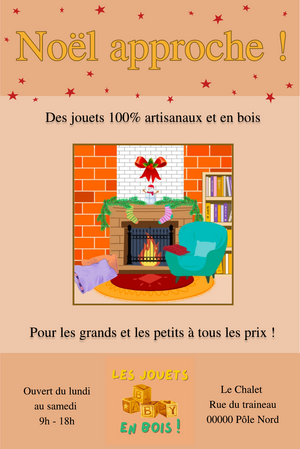 Noël approche !
Des jouets 100% artisanaux et en bois
Pour les grands et les petits à tous les prix !
Ouvert du lundi
au samedi
9h - 18h
LES JOUETS
BBY
EN BOIS !
Le Chalet
Rue du traineau
00000 Pôle Nord